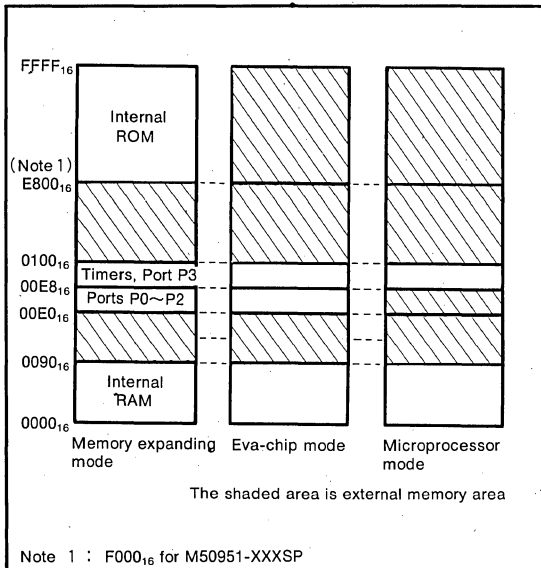 FFFF₁₆
Internal
ROM
(Note 1)
E800₁₆
0100₁₆
Timers, Port P3
00E8₁₆
Ports P0～P2
00E0₁₆
0090₁₆
Internal
RAM
0000₁₆
Memory expanding
mode
Eva-chip mode
Microprocessor
mode
The shaded area is external memory area
Note 1 : F000₁₆ for M50951-XXXSP